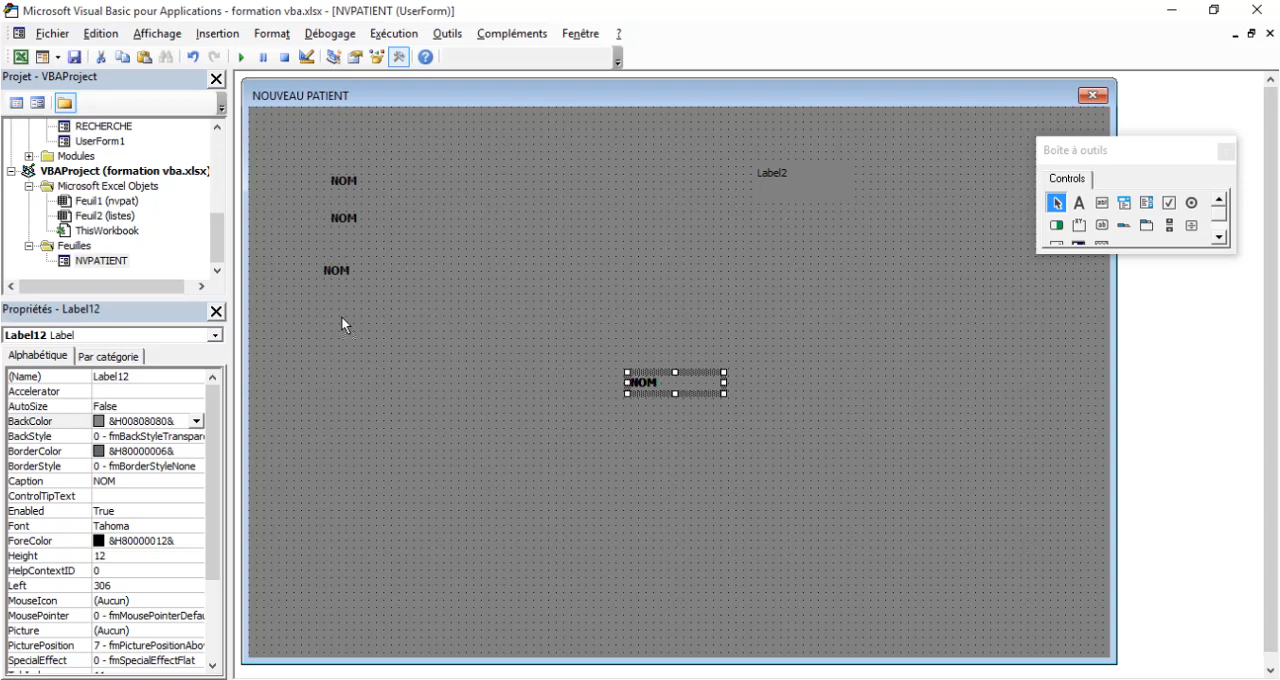 Microsoft Visual Basic pour Applications - formation vba.xlsx - [NVPATIENT (UserForm)]
Fichier Edition Affichage Insertion Format Débogage Exécution Outils Compléments Fenêtre ?
Projet - VBAProject
RECHERCHE
UserForm1
Modules
VBAProject (formation vba.xlsx)
Microsoft Excel Objets
Feuil1 (nvpat)
Feuil2 (listes)
ThisWorkbook
Feuilles
NVPATIENT
Propriétés - Label12
Label12 Label
Alphabétique Par catégorie
(Name) Label12
Accelerator
AutoSize False
BackColor &H00808080&
BackStyle 0 - fmBackStyleTranspar
BorderColor &H80000006&
BorderStyle 0 - fmBorderStyleNone
Caption NOM
ControlTipText
Enabled True
Font Tahoma
ForeColor &H80000012&
Height 12
HelpContextID 0
Left 306
MouseIcon (Aucun)
MousePointer 0 - fmMousePointerDefa
Picture (Aucun)
PicturePosition 7 - fmPicturePositionAbo
SpecialEffect 0 - fmSpecialEffectFlat
NOUVEAU PATIENT
NOM
Label2
NOM
NOM
NOM
Boîte à outils
Controls